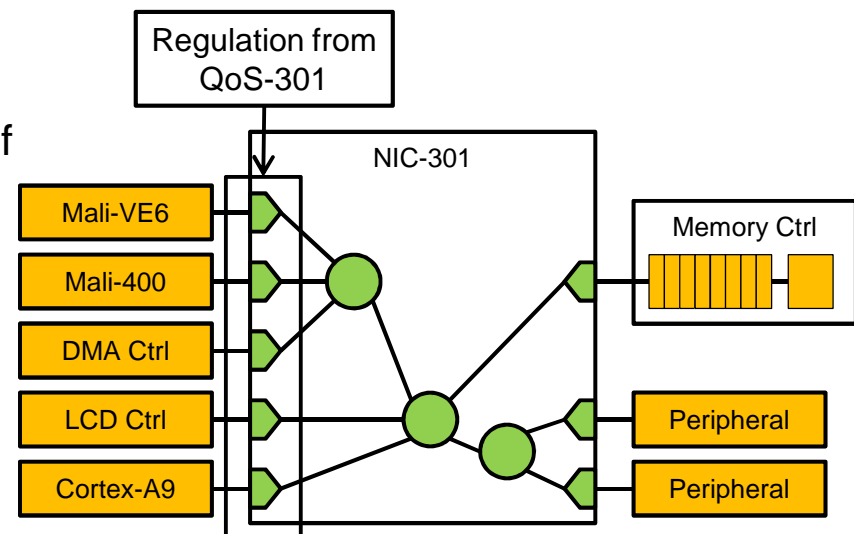 Regulation from
QoS-301
f
NIC-301
Mali-VE6
Mali-400
DMA Ctrl
LCD Ctrl
Cortex-A9
Memory Ctrl
Peripheral
Peripheral